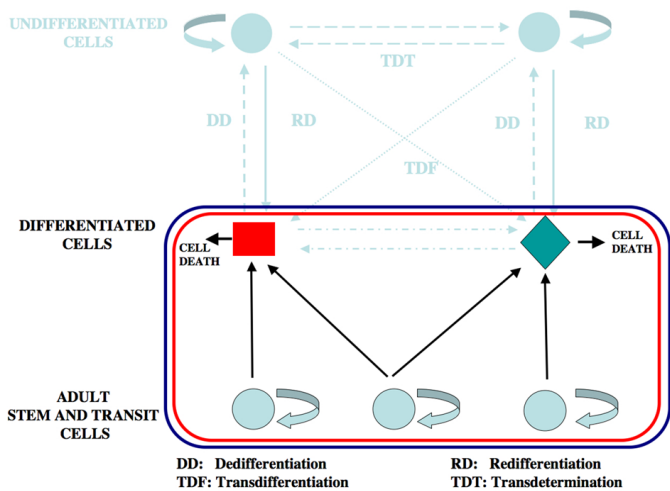 UNDIFFERENTIATED
CELLS
TDT
DD
RD
DD
RD
TDF
DIFFERENTIATED
CELLS
CELL
DEATH
CELL
DEATH
ADULT
STEM AND TRANSIT
CELLS
DD: Dedifferentiation
RD: Redifferentiation
TDF: Transdifferentiation
TDT: Transdetermination